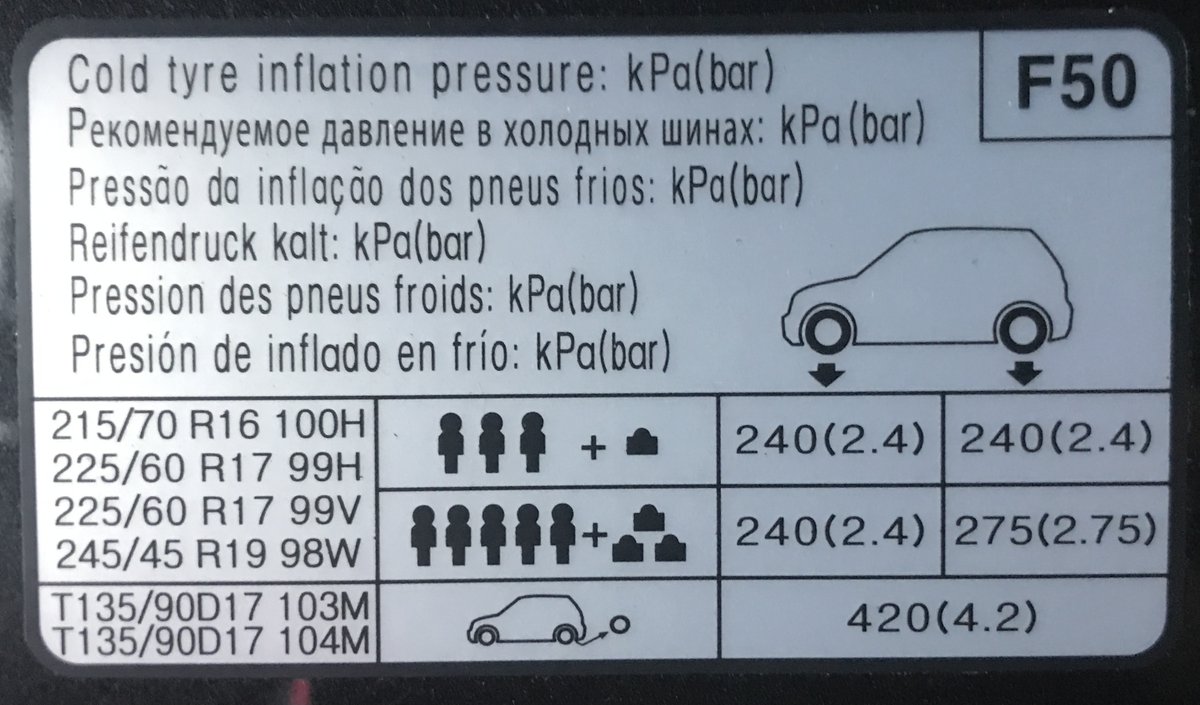 Cold tyre inflation pressure: kPa(bar)
F50
Рекомендуемое давление в холодных шинах: kPa(bar)
Pressão da inflação dos pneus frios: kPa(bar)
Reifendruck kalt: kPa(bar)
Pression des pneus froids: kPa(bar)
Presión de inflado en frío: kPa(bar)
215/70 R16 100H
225/60 R17 99H
225/60 R17 99V
245/45 R19 98W
+
240(2.4)
240(2.4)
+
240(2.4)
275(2.75)
T135/90D17 103M
T135/90D17 104M
420(4.2)